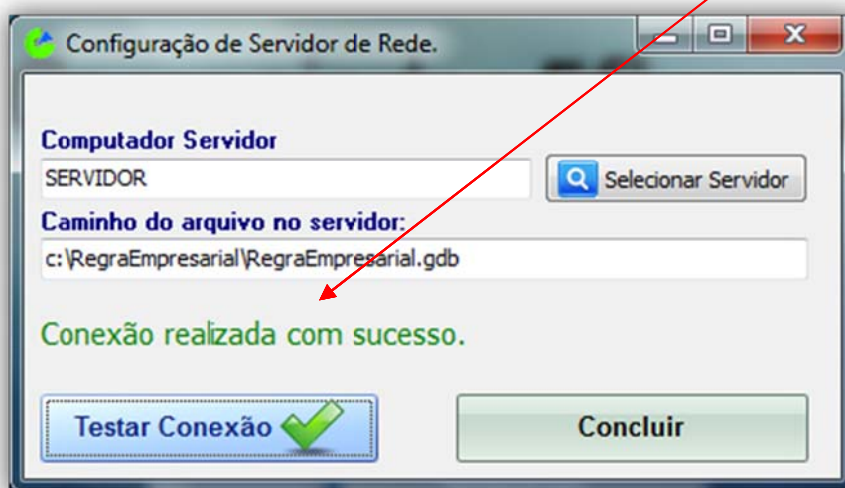 Configuração de Servidor de Rede.
Computador Servidor
SERVIDOR
Selecionar Servidor
Caminho do arquivo no servidor:
c:\RegraEmpresarial\RegraEmpresarial.gdb
Conexão realizada com sucesso.
Testar Conexão
Concluir